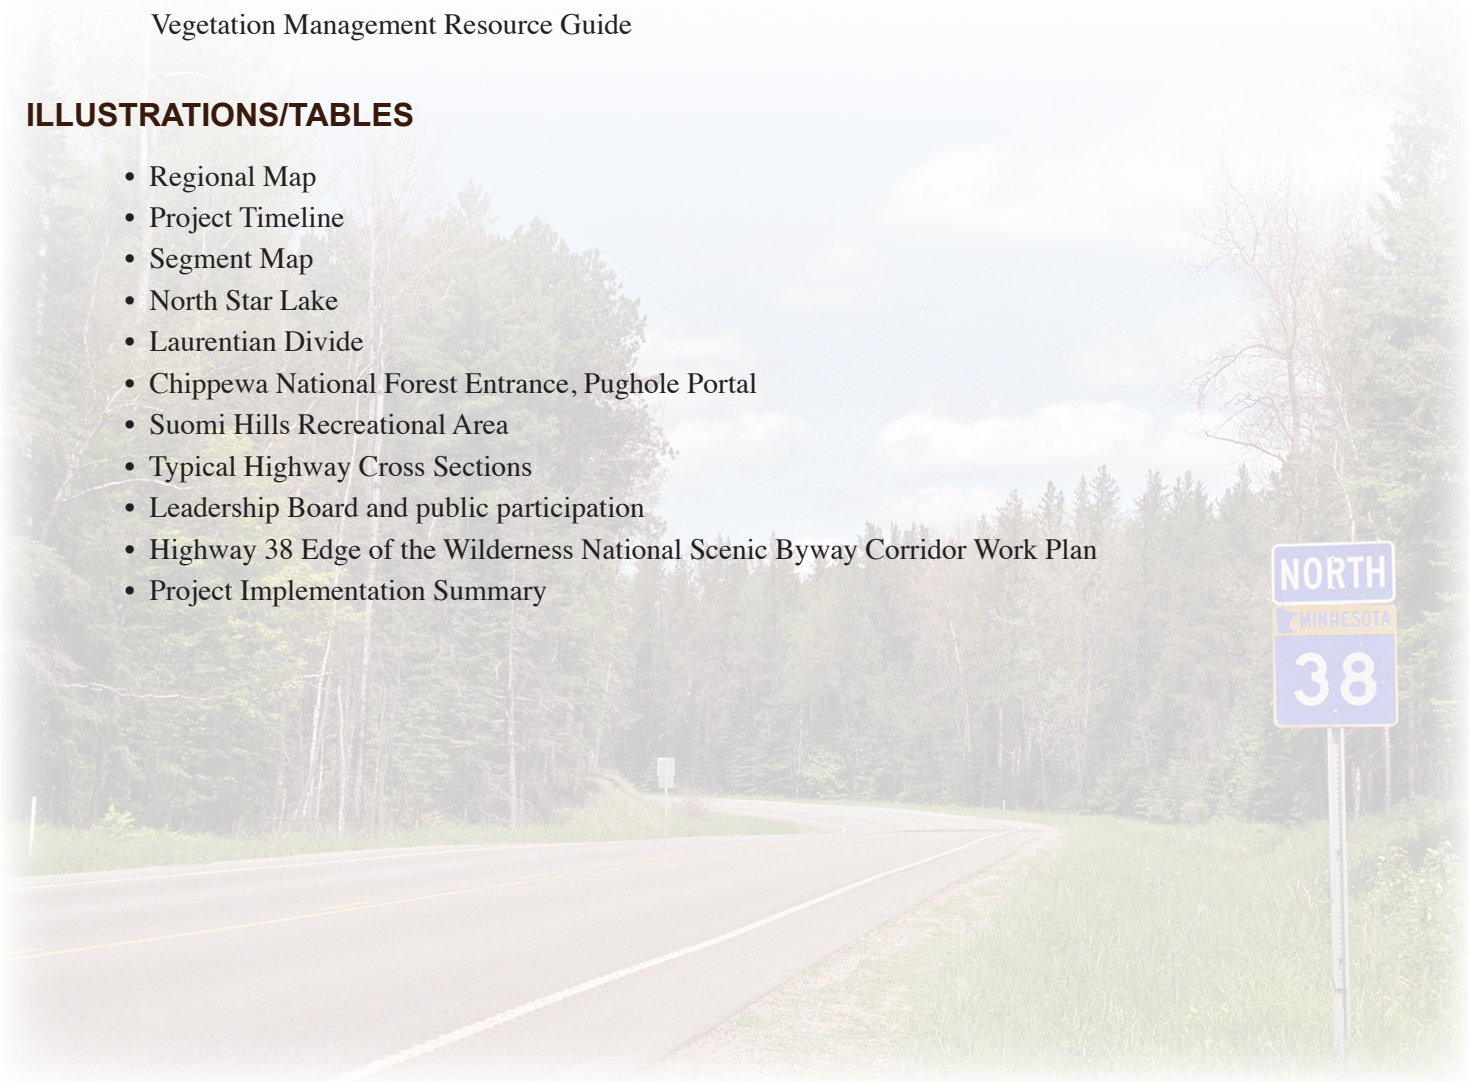 Vegetation Management Resource Guide
ILLUSTRATIONS/TABLES
• Regional Map
• Project Timeline
• Segment Map
• North Star Lake
• Laurentian Divide
• Chippewa National Forest Entrance, Pughole Portal
• Suomi Hills Recreational Area
• Typical Highway Cross Sections
• Leadership Board and public participation
• Highway 38 Edge of the Wilderness National Scenic Byway Corridor Work Plan
• Project Implementation Summary
NORTH
MINNESOTA
38